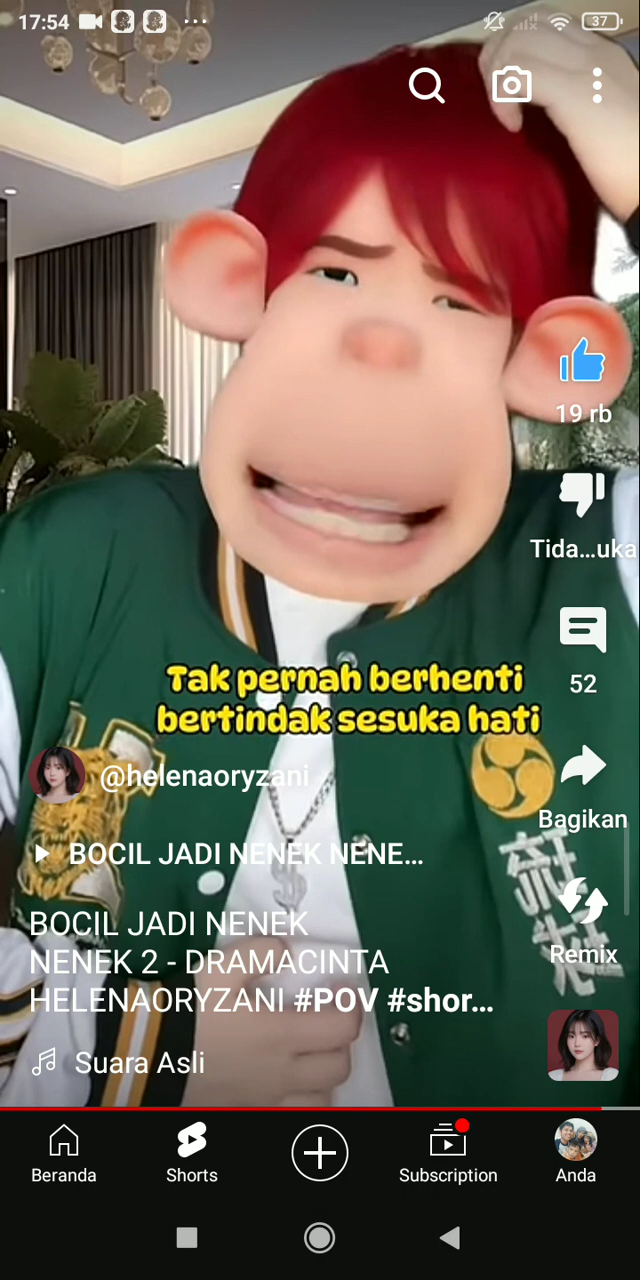 17:54
37
19 rb
Tida...uka
52
Tak pernah berhenti
bertindak sesuka hati
@helenaoryzani
Bagikan
BOCIL JADI NENEK NENE...
BOCIL JADI NENEK
NENEK 2 - DRAMACINTA
HELENAORYZANI #POV #shor...
Remix
Suara Asli
Beranda
Shorts
Subscription
Anda